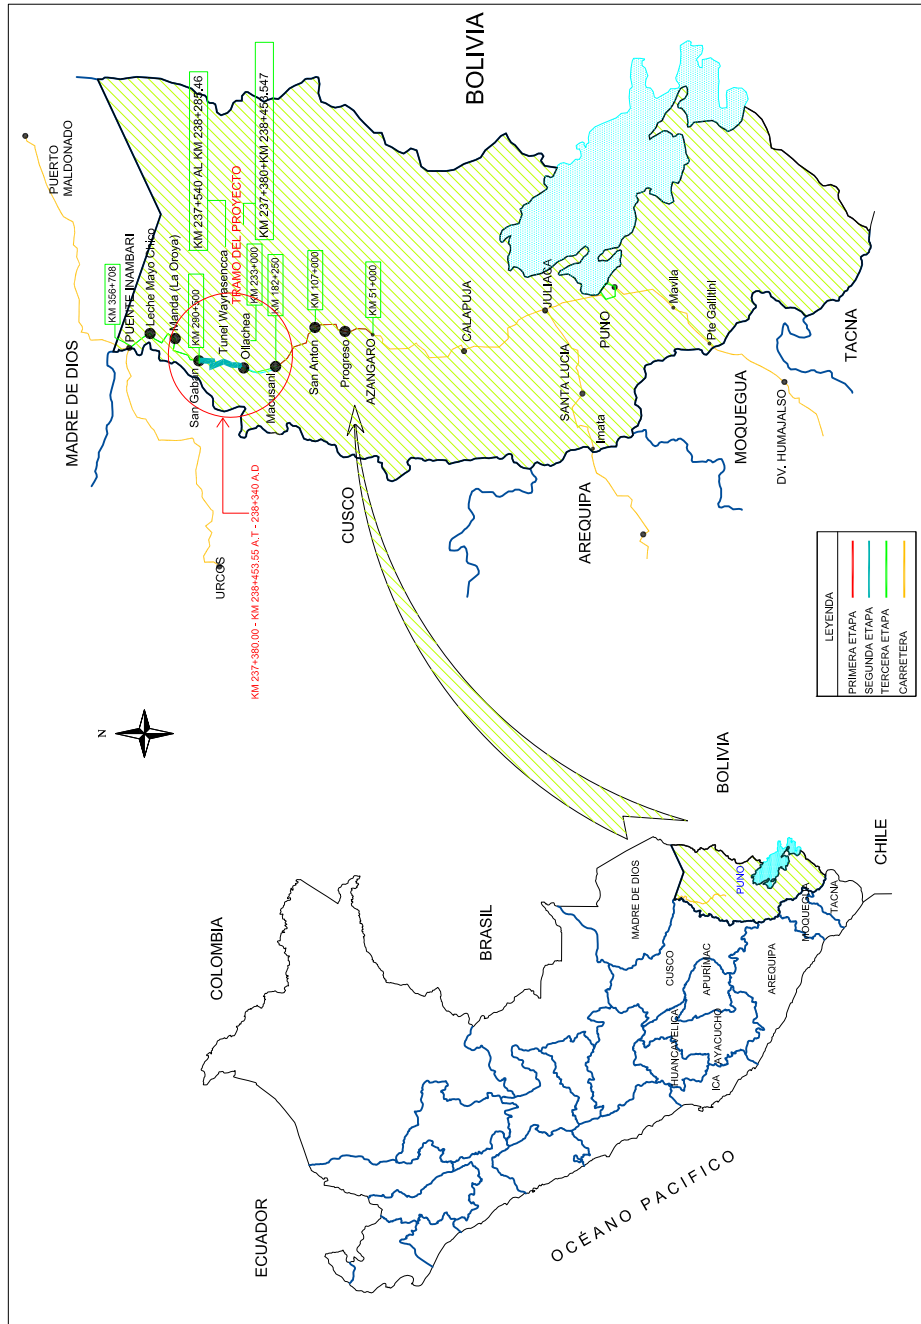 PUERTO
MALDONADO
MADRE DE DIOS
KM 356+708
PUENTE INAMBARI
Leche Mayo Chico
Manda (La Oroya)
KM 290+500
San Gaban
KM 237+540 AL KM 238+285.46
Tunel Wayrasencca
TRAMO DEL PROYECTO
KM 233+000
KM 237+380+KM 238+453.547
Ollachea
KM 182+250
Macusani
KM 107+000
San Anton
Progreso
KM 51+000
AZANGARO
BOLIVIA
URCOS
KM 237+380.00 - KM 238+453.55 A.T - 238+340 A.D
CUSCO
CALAPUJA
JULIACA
SANTA LUCIA
PUNO
Imata
AREQUIPA
Mavlla
Pte Gallitini
MOQUEGUA
DV. HUMAJALSO
TACNA
LEYENDA
PRIMERA ETAPA
SEGUNDA ETAPA
TERCERA ETAPA
CARRETERA
N
COLOMBIA
ECUADOR
BRASIL
BOLIVIA
CHILE
MADRE DE DIOS
PUNO
CUSCO
APURÍMAC
AREQUIPA
MOQUEGUA
TACNA
HUANCAVELICA
AYACUCHO
ICA
OCÉANO PACIFICO